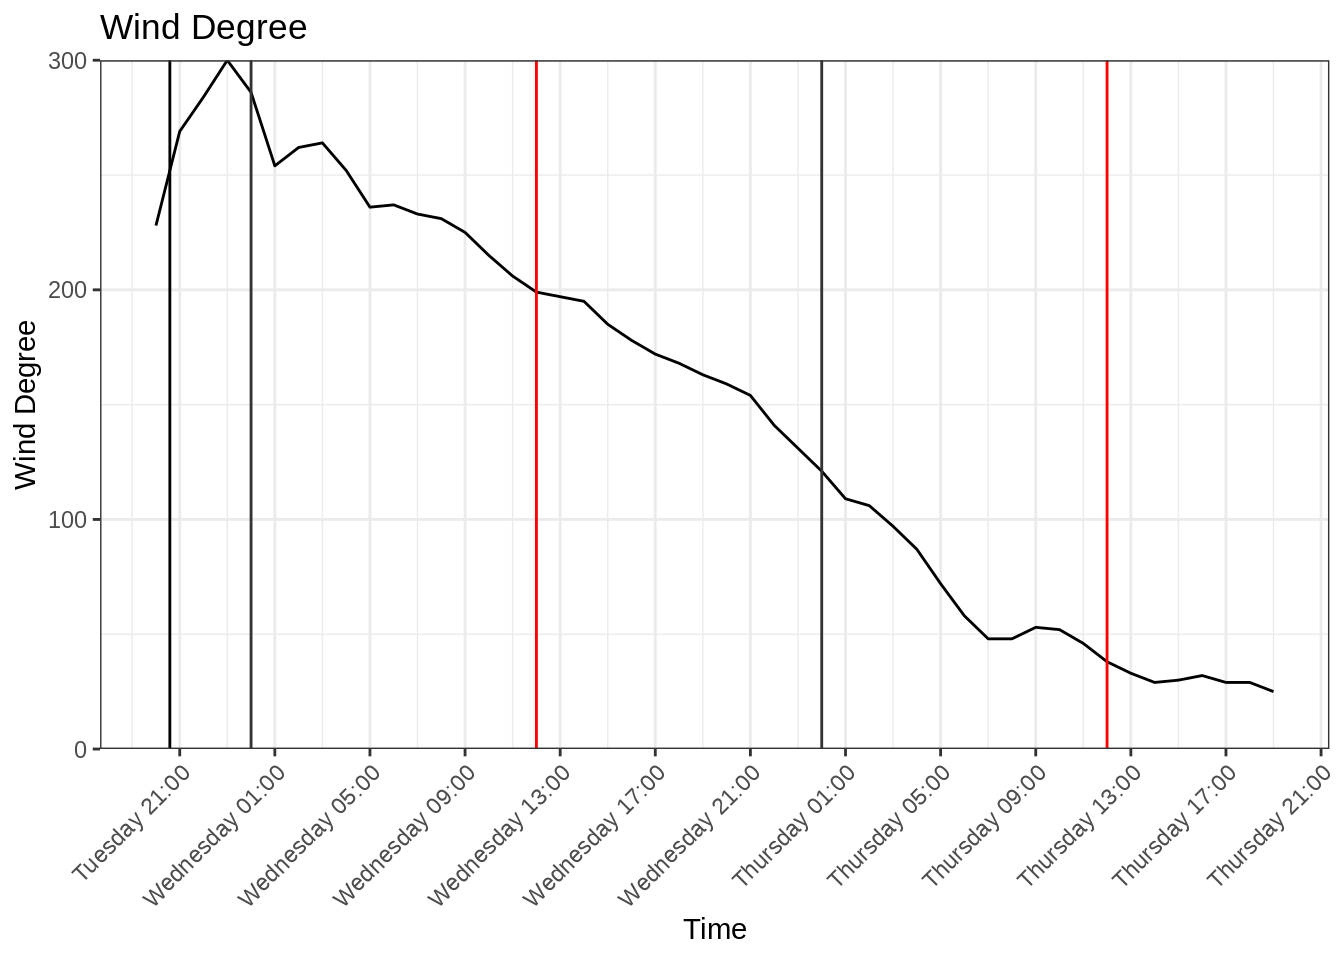 Wind Degree
300
200
100
0
Wind Degree
Tuesday 21:00
Wednesday 01:00
Wednesday 05:00
Wednesday 09:00
Wednesday 13:00
Wednesday 17:00
Wednesday 21:00
Thursday 01:00
Thursday 05:00
Thursday 09:00
Thursday 13:00
Thursday 17:00
Thursday 21:00
Time